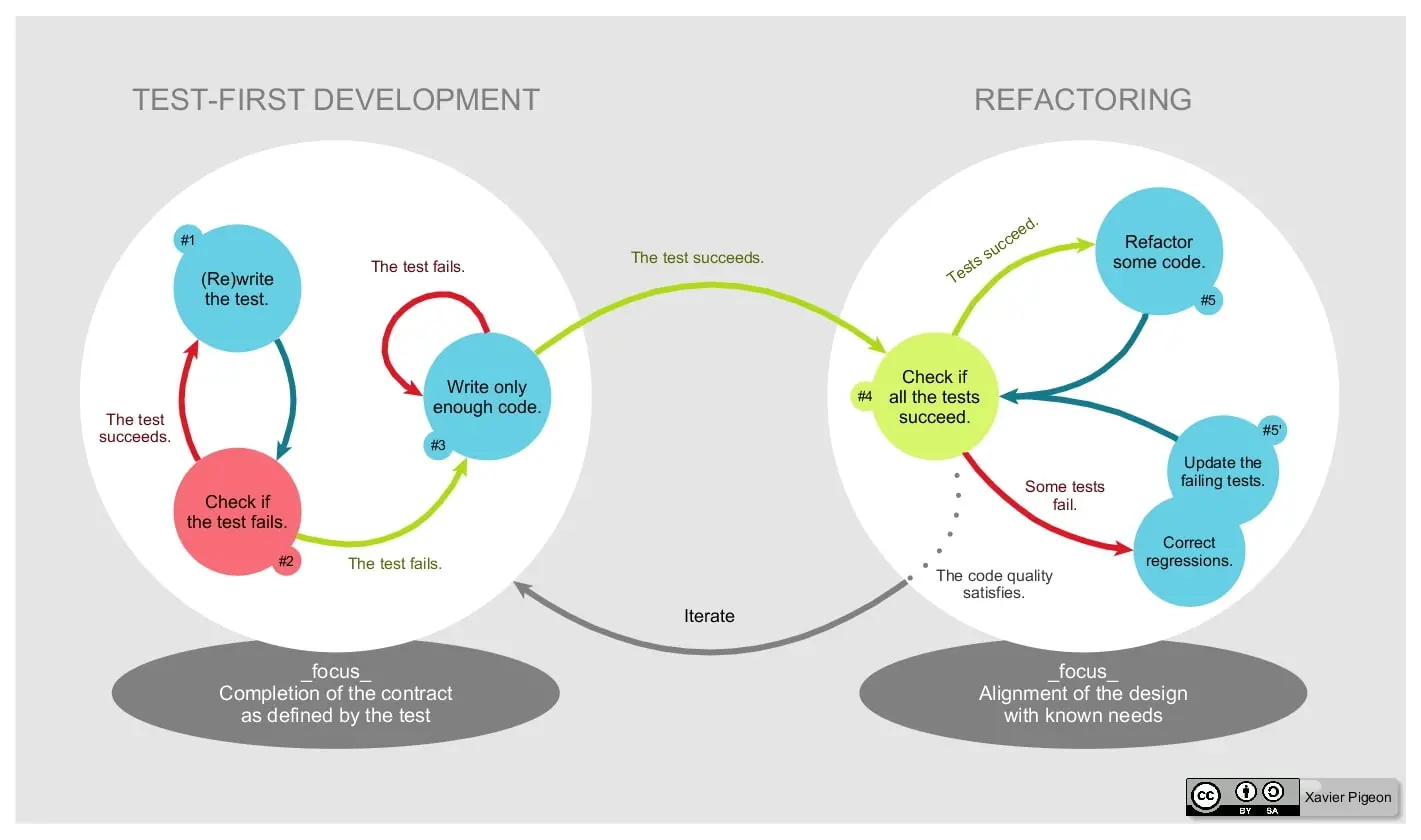 TEST-FIRST DEVELOPMENT
REFACTORING
#1
(Re)write
the test.
The test
succeeds.
Check if
the test fails.
#2
The test fails.
The test fails.
Write only
enough code.
#3
The test succeeds.
Iterate
Tests succeed.
Refactor
some code.
#5
#4
Check if
all the tests
succeed.
#5'
Update the
failing tests.
Some tests
fail.
Correct
regressions.
The code quality
satisfies.
_focus_
Completion of the contract
as defined by the test
_focus_
Alignment of the design
with known needs
cc
BY SA
Xavier Pigeon